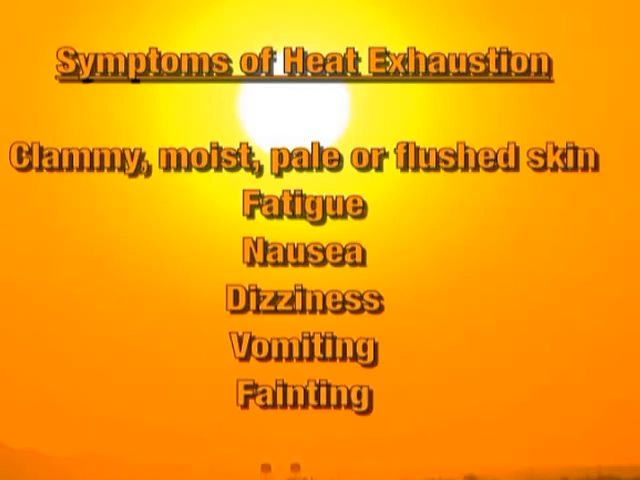 Symptoms of Heat Exhaustion
Clammy, moist, pale or flushed skin
Fatigue
Nausea
Dizziness
Vomiting
Fainting